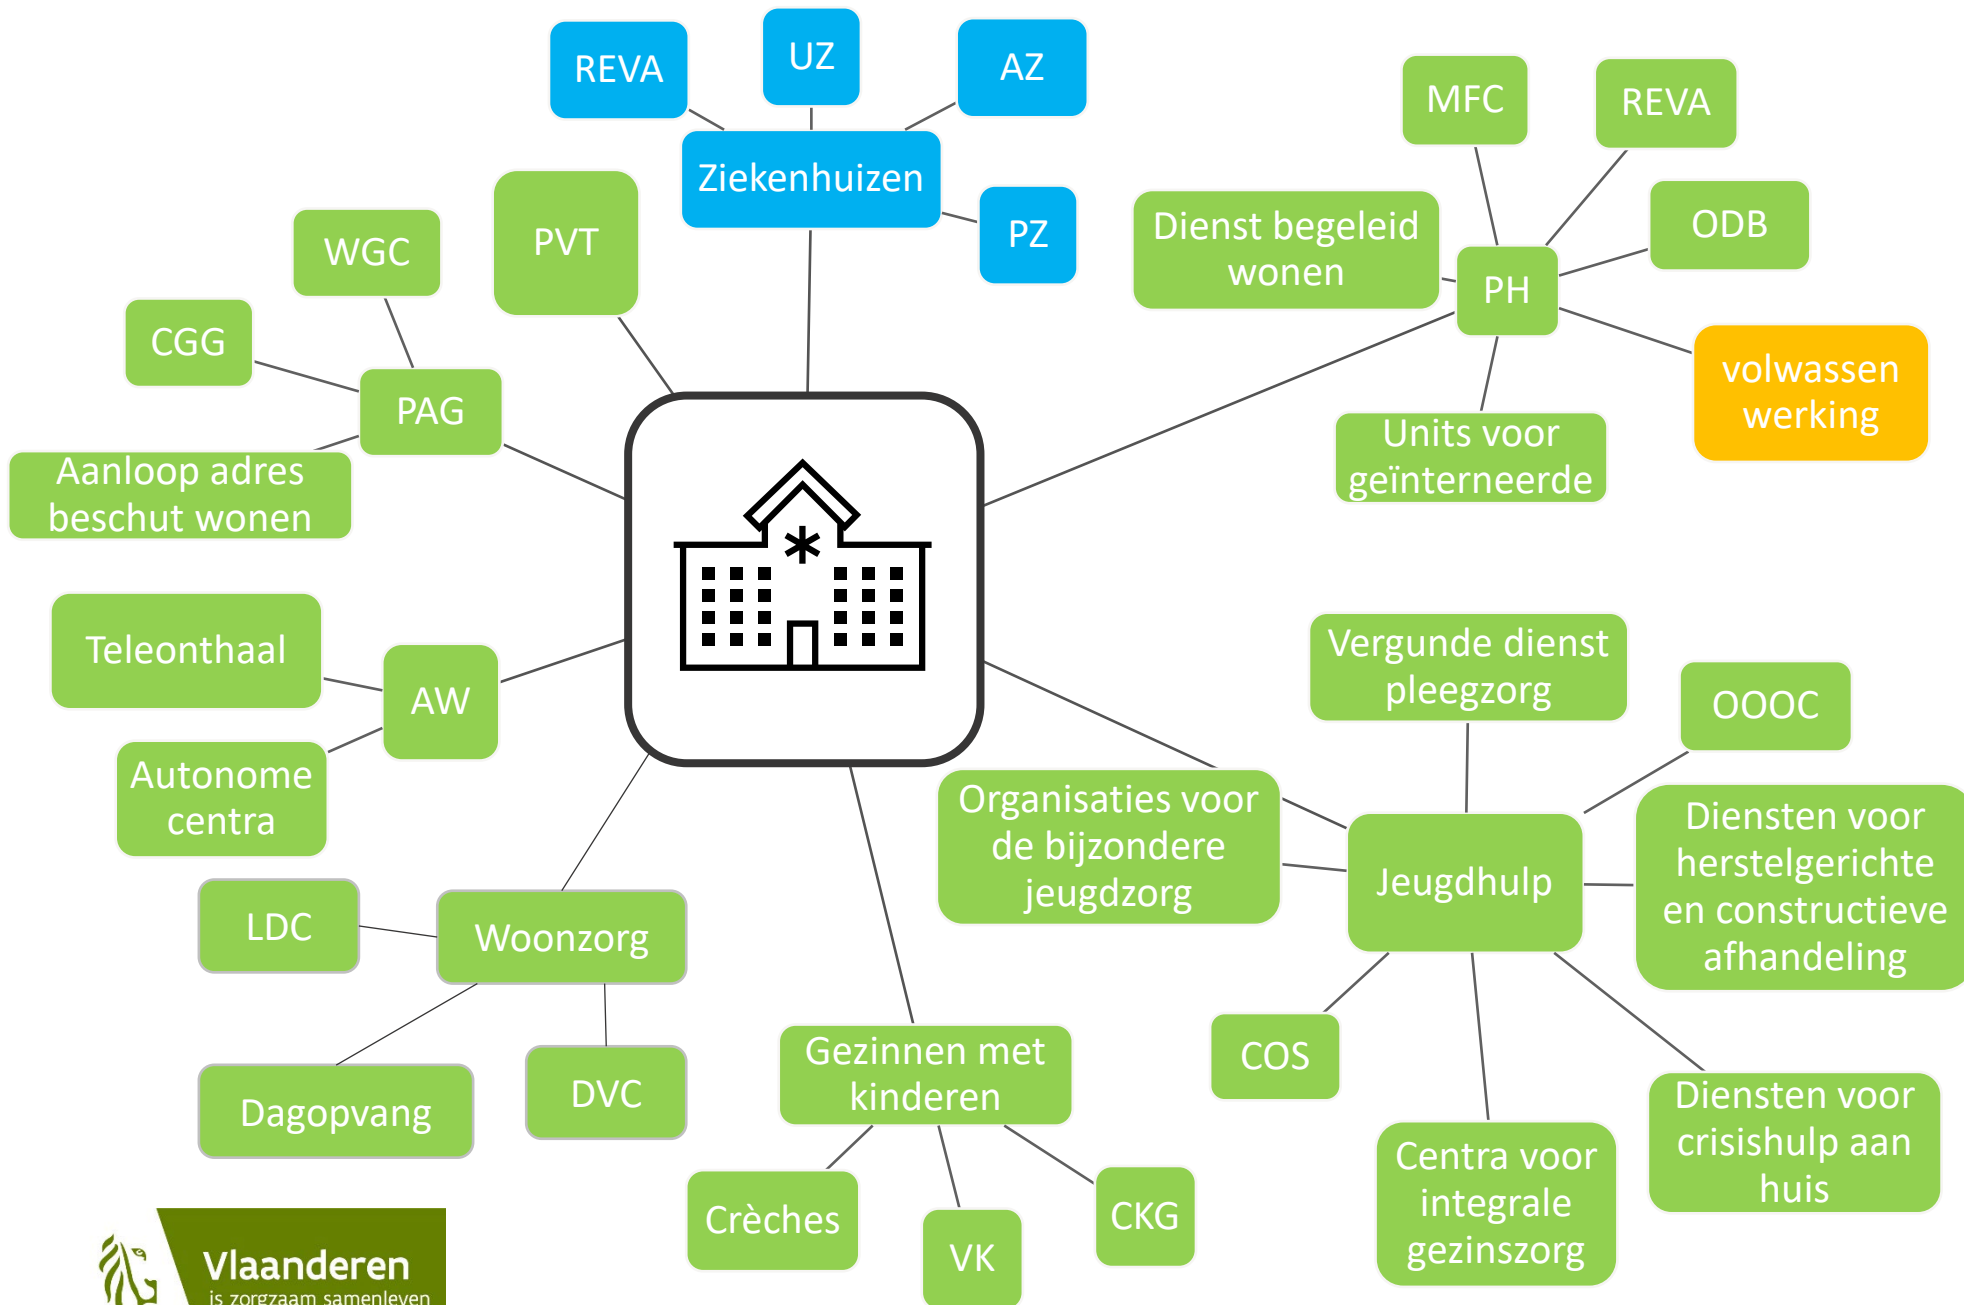 REVA
UZ
AZ
Ziekenhuizen
PZ
MFC
REVA
ODB
Dienst begeleid
wonen
PH
volwassen
werking
Units voor
geïnterneerde
PVT
WGC
CGG
PAG
Aanloop adres
beschut wonen
Teleonthaal
AW
Autonome
centra
LDC
Woonzorg
Dagopvang
DVC
Gezinnen met
kinderen
Crèches
VK
CKG
Vergunde dienst
pleegzorg
OOOC
Organisaties voor
de bijzondere
jeugdzorg
Jeugdhulp
Diensten voor
herstelgerichte
en constructieve
afhandeling
COS
Centra voor
integrale
gezinszorg
Diensten voor
crisishulp aan
huis
Vlaanderen
is zorgzaam samenleven